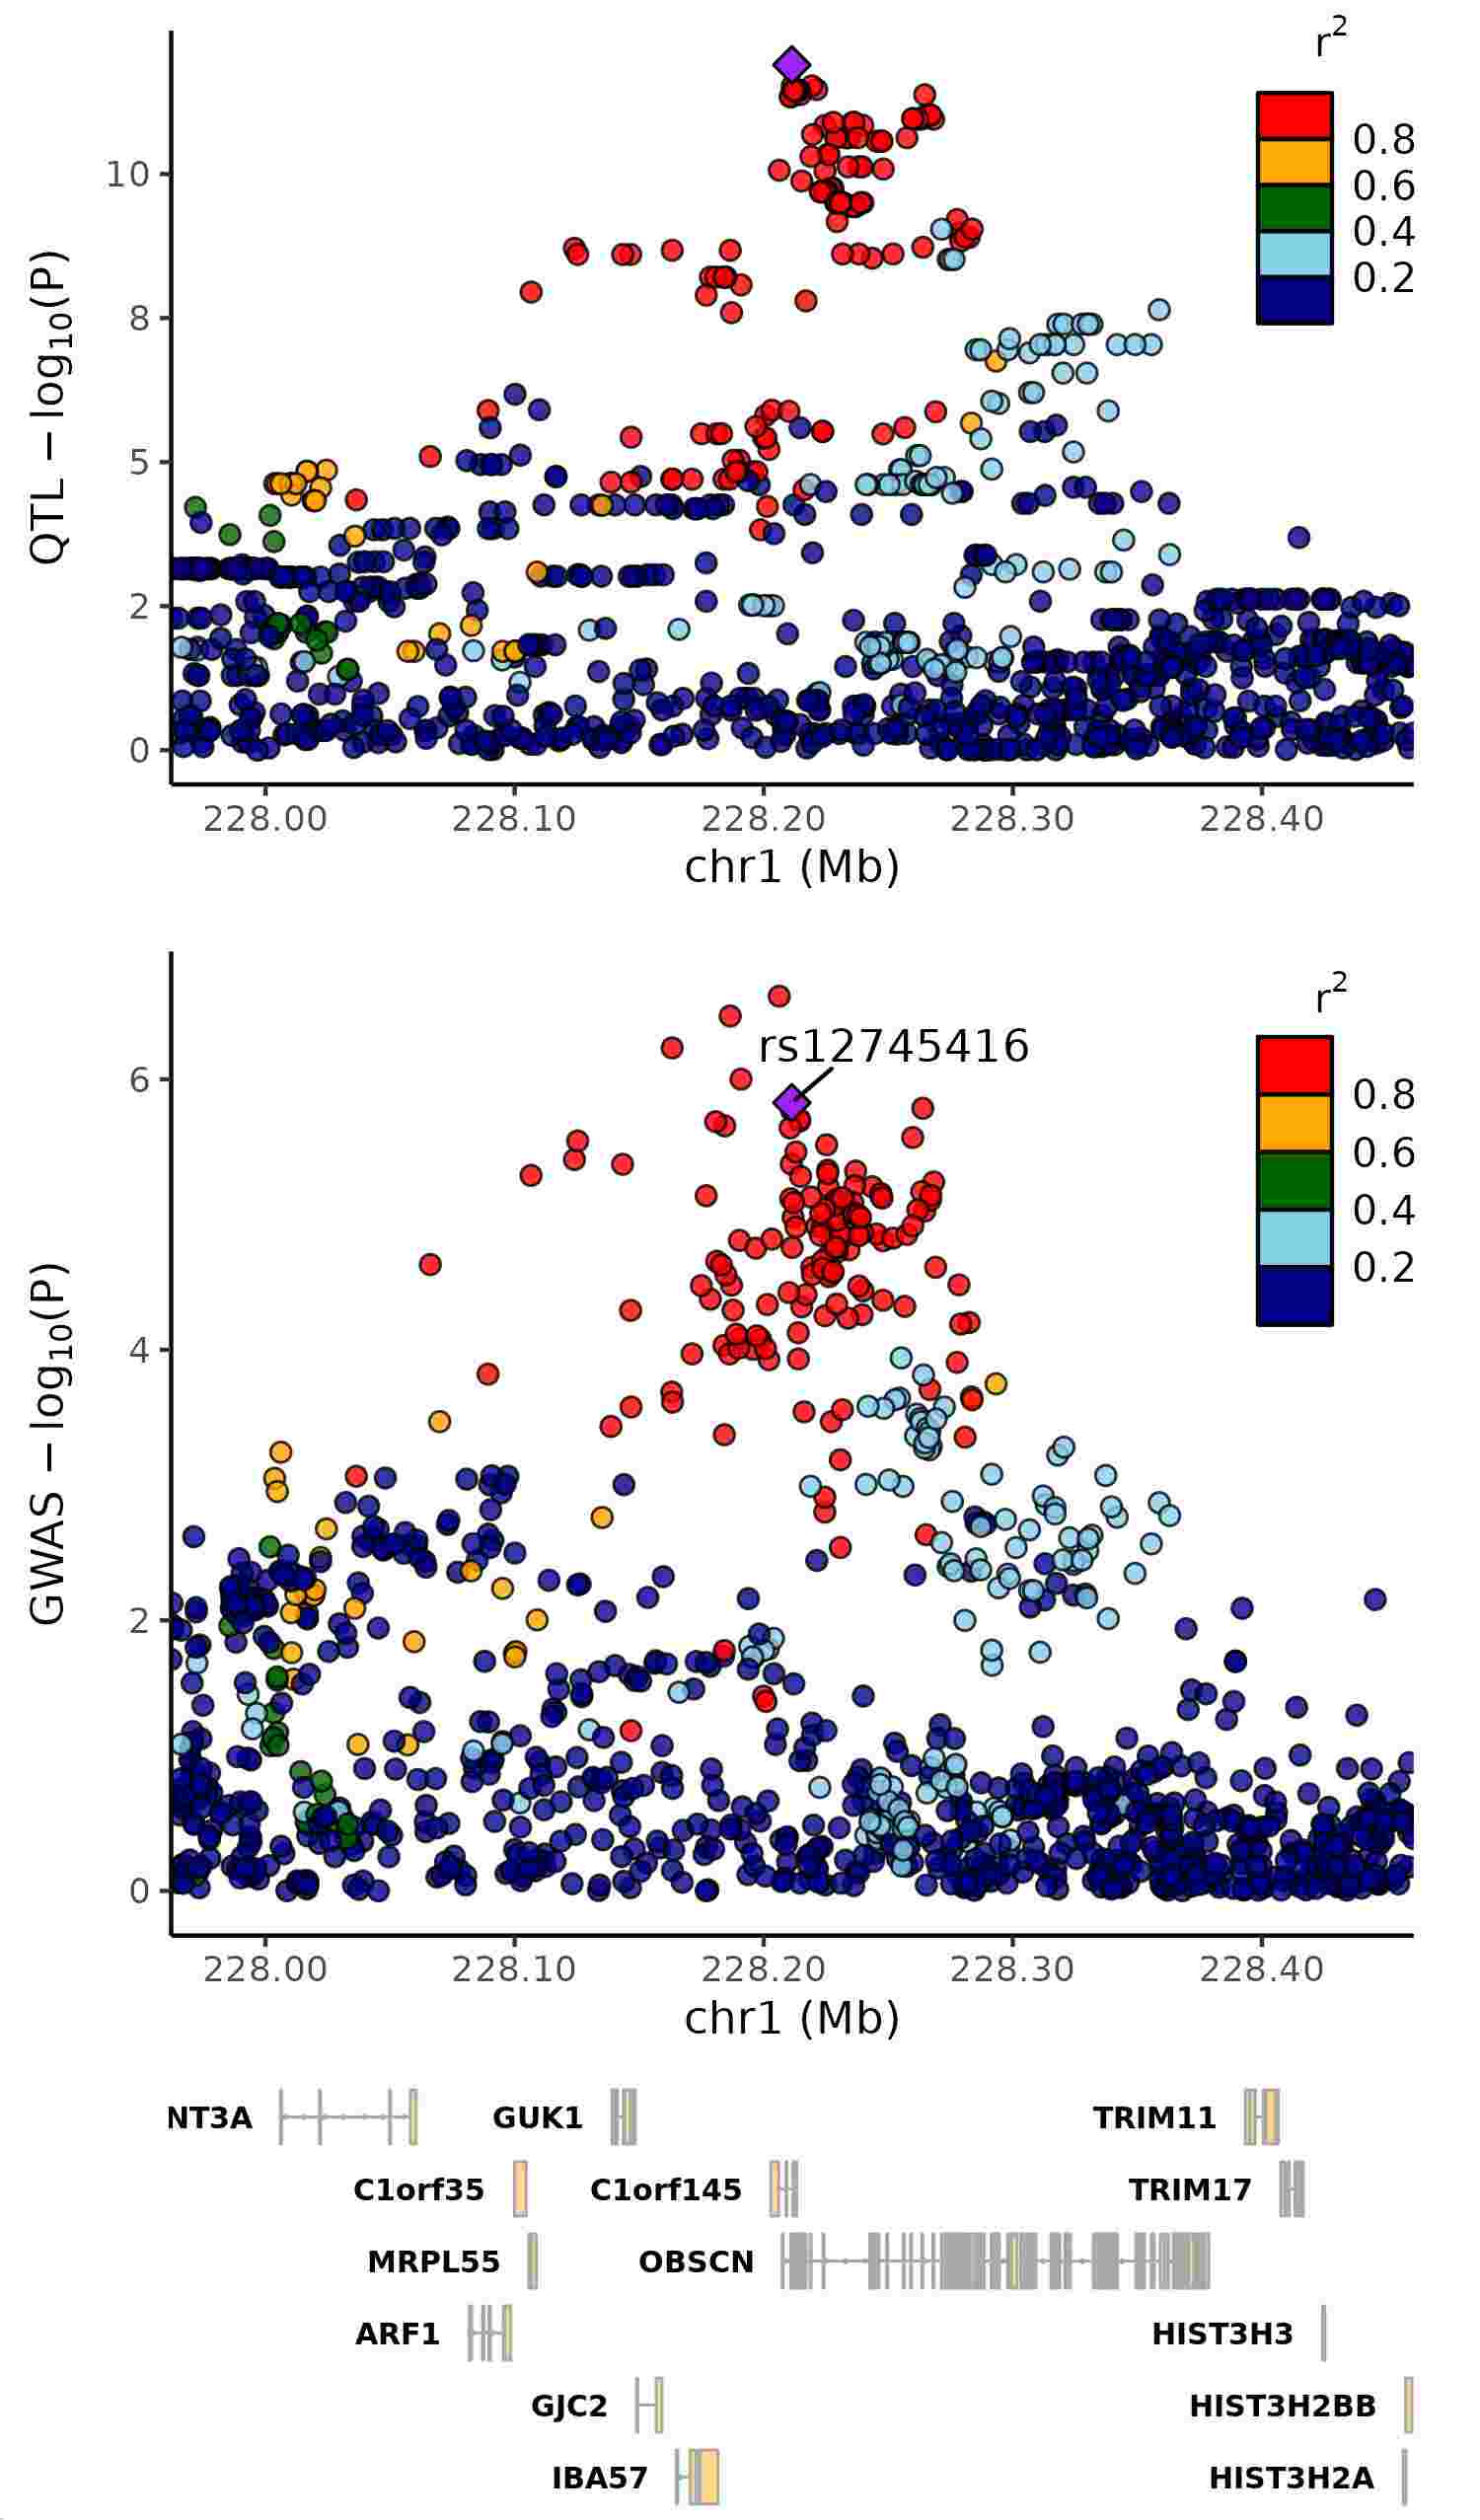 r²
0.8
0.6
0.4
0.2
QTL − log₁₀(P)
10
8
5
2
0
228.00 228.10 228.20 228.30 228.40
chr1 (Mb)
r²
0.8
0.6
0.4
0.2
rs12745416
GWAS − log₁₀(P)
6
4
2
0
228.00 228.10 228.20 228.30 228.40
chr1 (Mb)
NT3A GUK1 TRIM11
C1orf35 C1orf145 TRIM17
MRPL55 OBSCN
ARF1 HIST3H3
GJC2 HIST3H2BB
IBA57 HIST3H2A